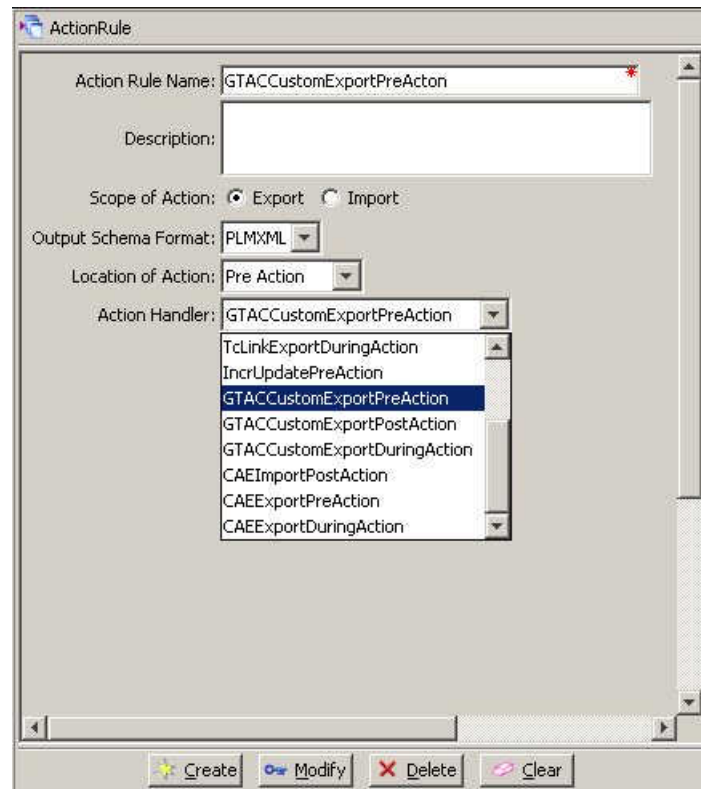 ActionRule
Action Rule Name: GTACCustomExportPreActon *
Description:
Scope of Action: Export Import
Output Schema Format: PLMXML
Location of Action: Pre Action
Action Handler: GTACCustomExportPreAction
TcLinkExportDuringAction
IncrUpdatePreAction
GTACCustomExportPreAction
GTACCustomExportPostAction
GTACCustomExportDuringAction
CAEImportPostAction
CAEExportPreAction
CAEExportDuringAction
Create Modify Delete Clear